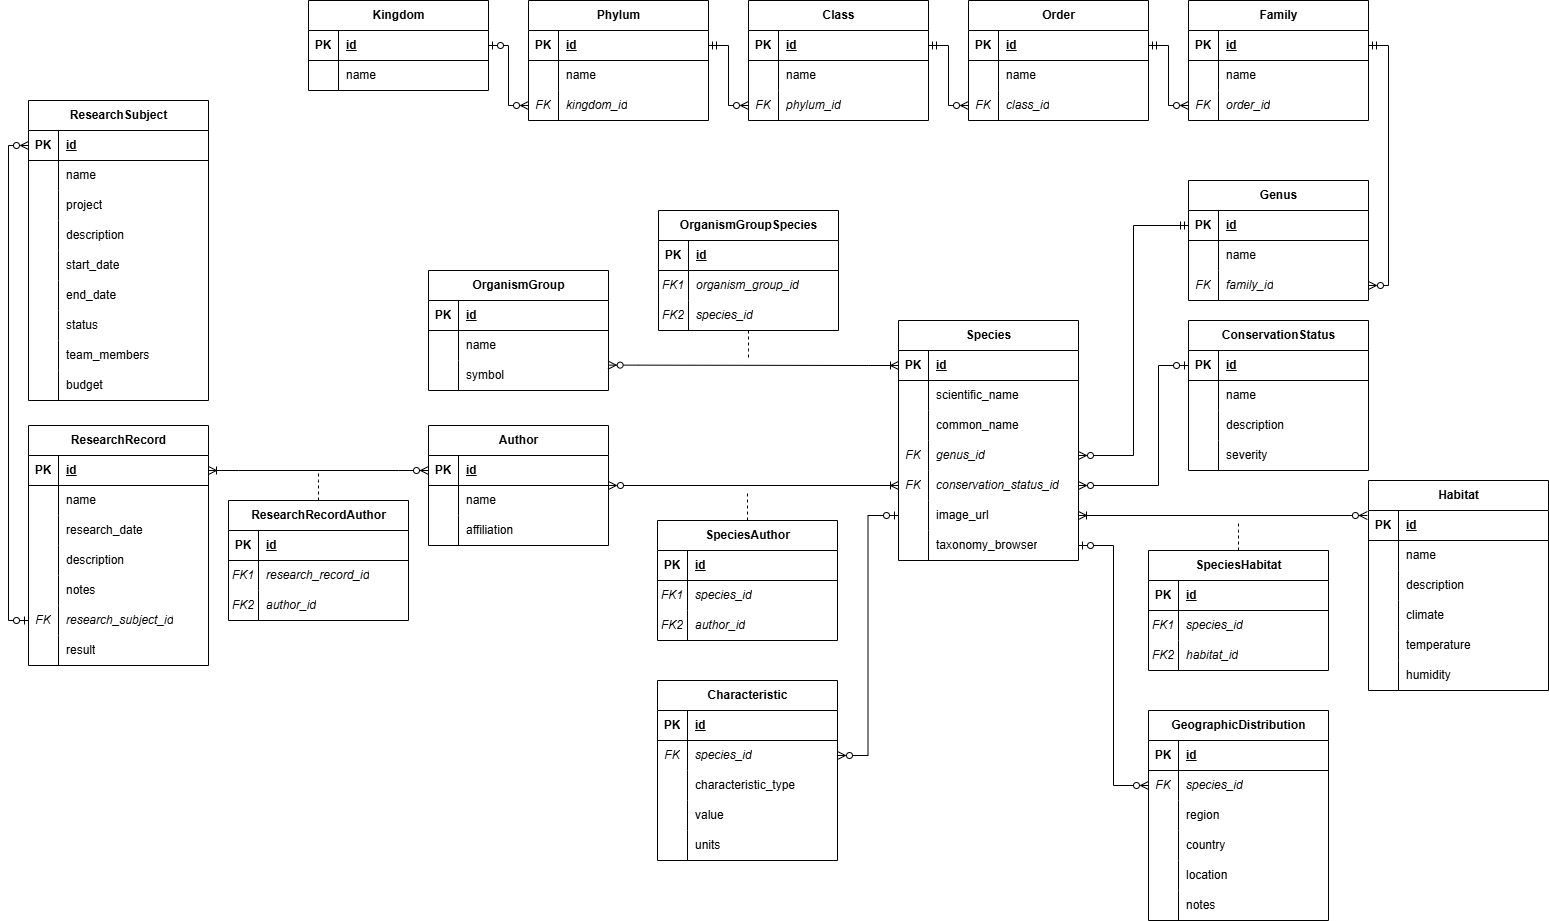 Kingdom
PK id
name
Phylum
PK id
name
FK kingdom_id
Class
PK id
name
FK phylum_id
Order
PK id
name
FK class_id
Family
PK id
name
FK order_id
ResearchSubject
PK id
name
project
description
start_date
end_date
status
team_members
budget
Genus
PK id
name
FK family_id
OrganismGroupSpecies
PK id
FK1 organism_group_id
FK2 species_id
OrganismGroup
PK id
name
symbol
Species
PK id
scientific_name
common_name
FK genus_id
FK conservation_status_id
image_url
taxonomy_browser
ConservationStatus
PK id
name
description
severity
ResearchRecord
PK id
name
research_date
description
notes
FK research_subject_id
result
Author
PK id
name
affiliation
ResearchRecordAuthor
PK id
FK1 research_record_id
FK2 author_id
SpeciesAuthor
PK id
FK1 species_id
FK2 author_id
Habitat
PK id
name
description
climate
temperature
humidity
SpeciesHabitat
PK id
FK1 species_id
FK2 habitat_id
Characteristic
PK id
FK species_id
characteristic_type
value
units
GeographicDistribution
PK id
FK species_id
region
country
location
notes